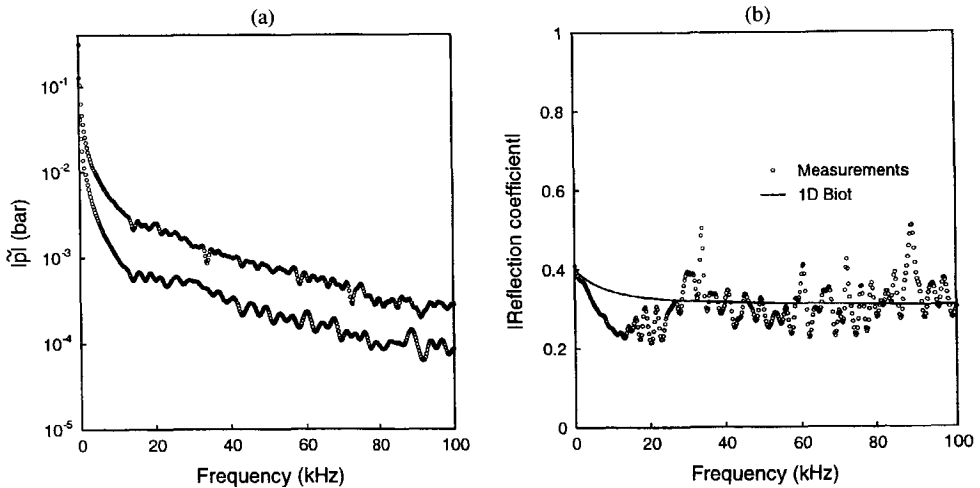 (a)
|p̃| (bar)
10⁻¹
10⁻²
10⁻³
10⁻⁴
10⁻⁵
0 20 40 60 80 100
Frequency (kHz)
(b)
|Reflection coefficient|
1
0.8
0.6
0.4
0.2
0
Measurements
1D Biot
0 20 40 60 80 100
Frequency (kHz)